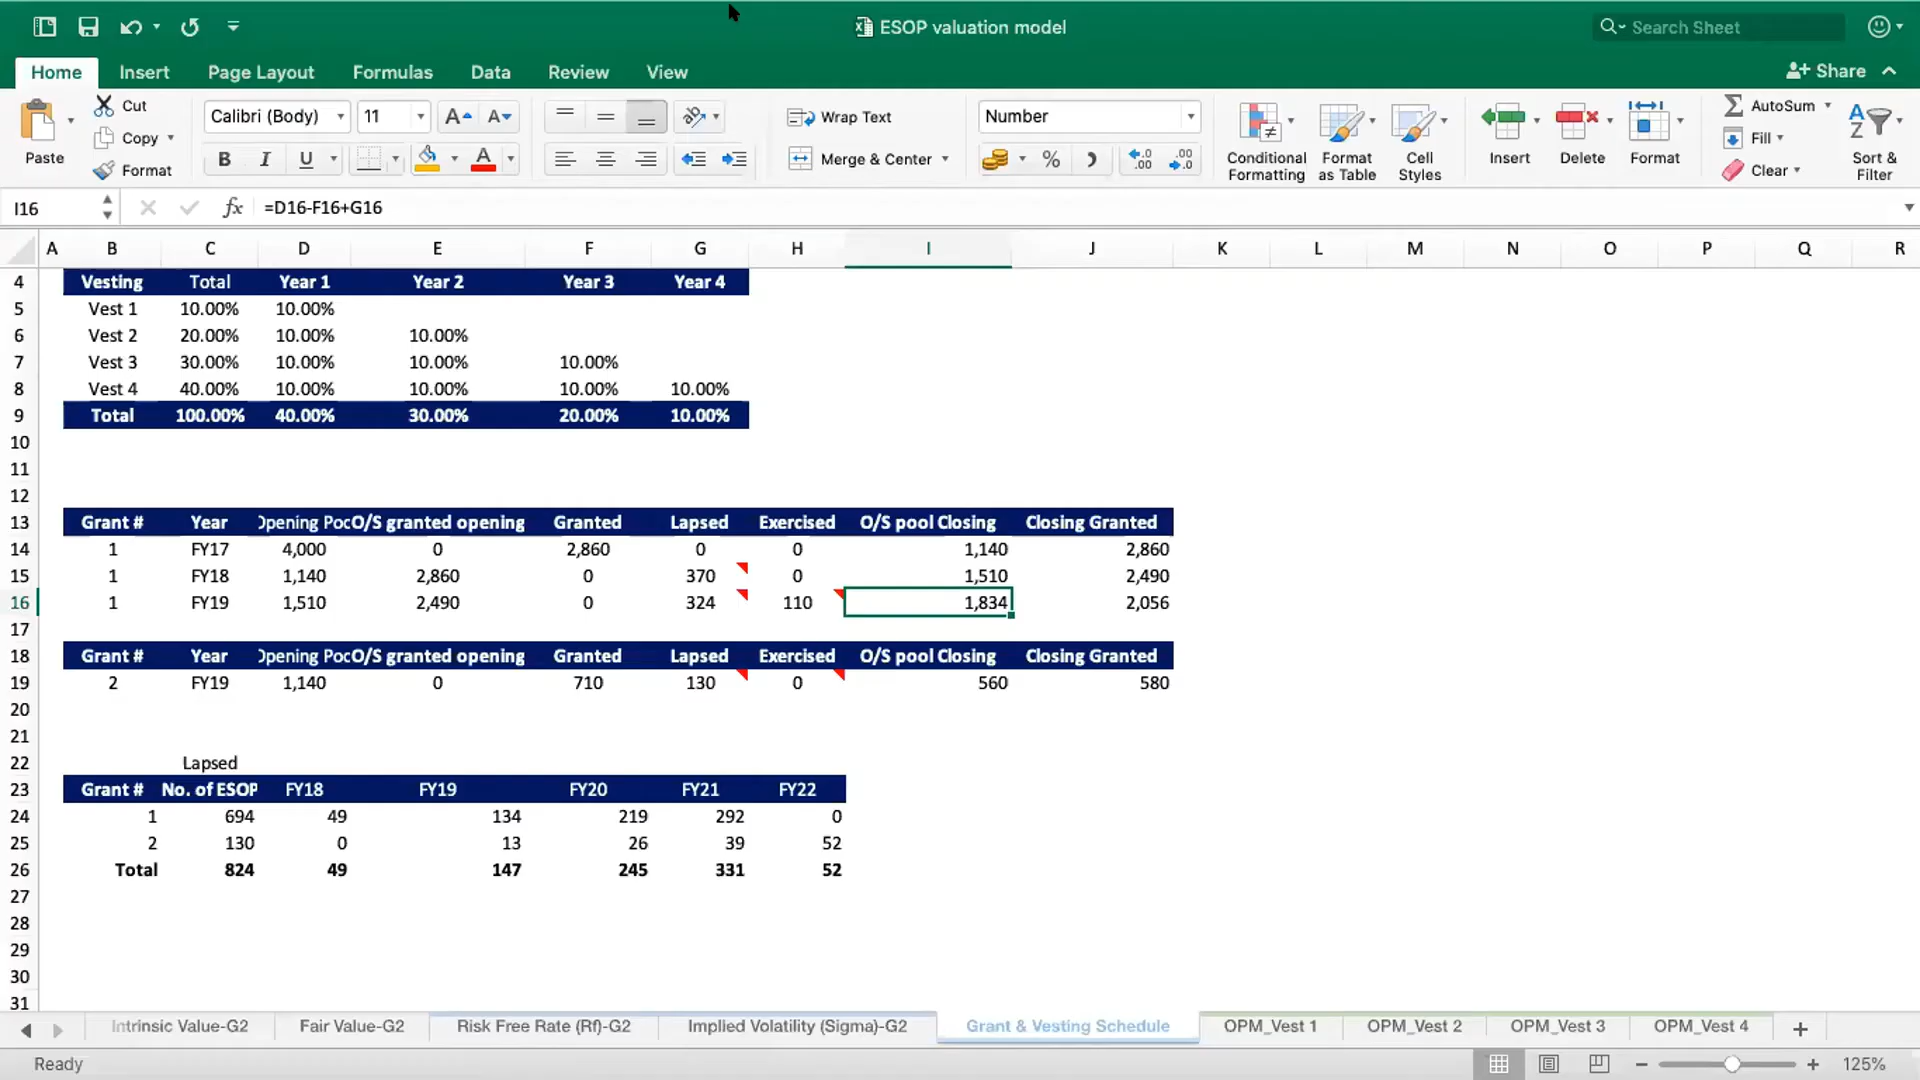 ESOP valuation model
Search Sheet
Home Insert Page Layout Formulas Data Review View
Share
Paste
Cut
Copy
Format
Calibri (Body) 11
B I U
Wrap Text
Merge & Center
Number
Conditional Formatting
Format as Table
Cell Styles
Insert
Delete
Format
AutoSum
Fill
Clear
Sort & Filter
I16 fx =D16-F16+G16
A B C D E F G H I J K L M N O P Q R
4 Vesting Total Year 1 Year 2 Year 3 Year 4
5 Vest 1 10.00% 10.00%
6 Vest 2 20.00% 10.00% 10.00%
7 Vest 3 30.00% 10.00% 10.00% 10.00%
8 Vest 4 40.00% 10.00% 10.00% 10.00% 10.00%
9 Total 100.00% 40.00% 30.00% 20.00% 10.00%
10
11
12
13 Grant # Year Opening Poo O/S granted opening Granted Lapsed Exercised O/S pool Closing Closing Granted
14 1 FY17 4,000 0 2,860 0 0 1,140 2,860
15 1 FY18 1,140 2,860 0 370 0 1,510 2,490
16 1 FY19 1,510 2,490 0 324 110 1,834 2,056
17
18 Grant # Year Opening Poo O/S granted opening Granted Lapsed Exercised O/S pool Closing Closing Granted
19 2 FY19 1,140 0 710 130 0 560 580
20
21
22 Lapsed
23 Grant # No. of ESOP FY18 FY19 FY20 FY21 FY22
24 1 694 49 134 219 292 0
25 2 130 0 13 26 39 52
26 Total 824 49 147 245 331 52
27
28
29
30
31
Intrinsic Value-G2 Fair Value-G2 Risk Free Rate (Rf)-G2 Implied Volatility (Sigma)-G2 Grant & Vesting Schedule OPM_Vest 1 OPM_Vest 2 OPM_Vest 3 OPM_Vest 4
Ready
125%